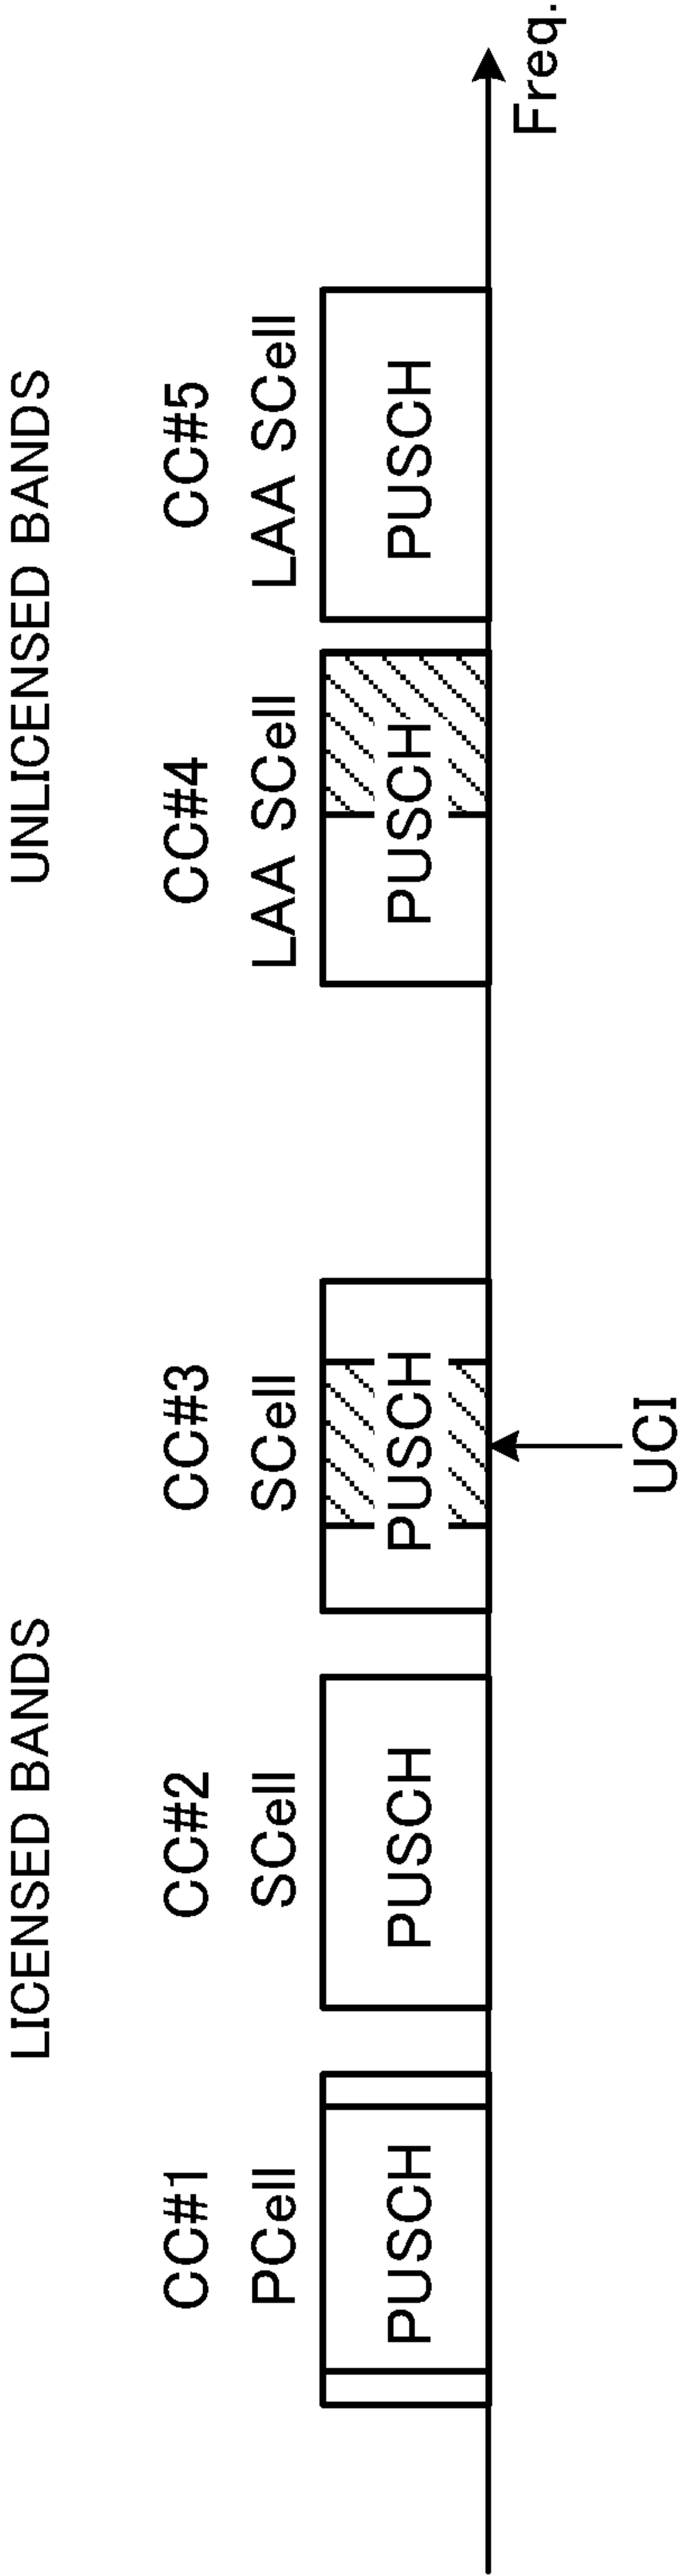 LICENSED BANDS
UNLICENSED BANDS
CC#1
CC#2
CC#3
CC#4
CC#5
PCell
SCell
SCell
LAA SCell
LAA SCell
PUSCH
PUSCH
PUSCH
PUSCH
PUSCH
Freq.
UCI